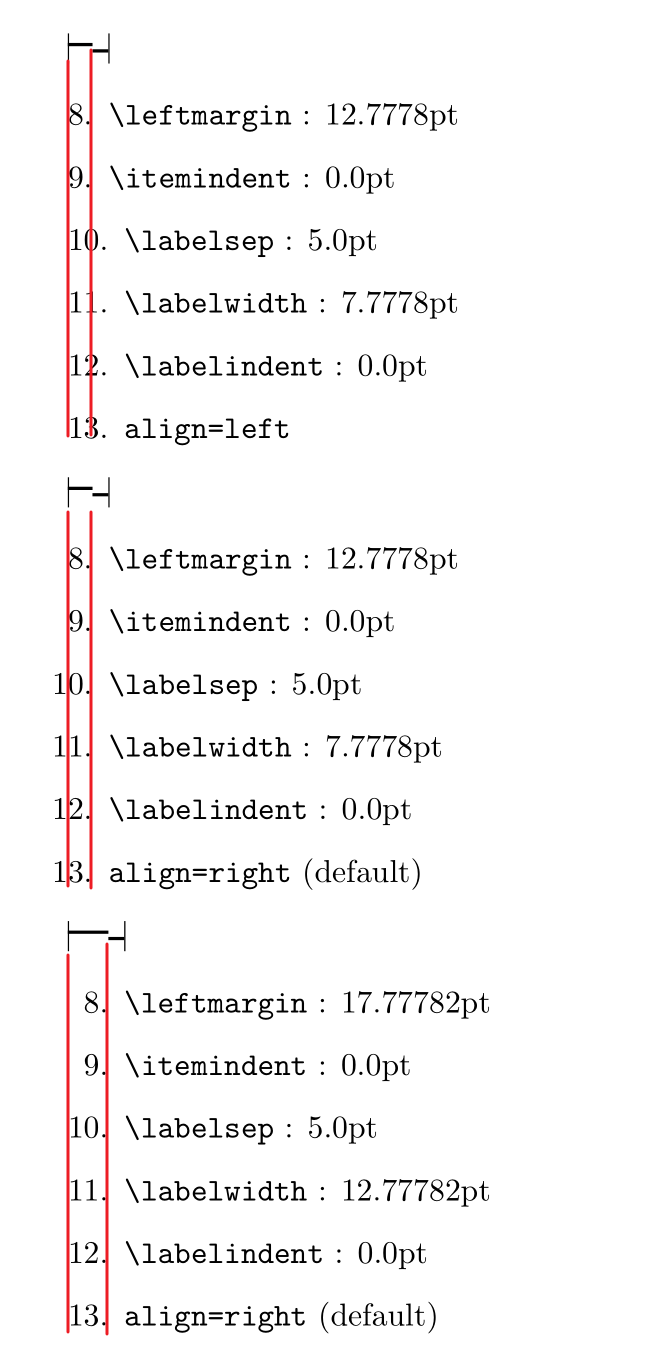 8. \leftmargin : 12.7778pt
9. \itemindent : 0.0pt
10. \labelsep : 5.0pt
11. \labelwidth : 7.7778pt
12. \labelindent : 0.0pt
13. align=left
8. \leftmargin : 12.7778pt
9. \itemindent : 0.0pt
10. \labelsep : 5.0pt
11. \labelwidth : 7.7778pt
12. \labelindent : 0.0pt
13. align=right (default)
8. \leftmargin : 17.77782pt
9. \itemindent : 0.0pt
10. \labelsep : 5.0pt
11. \labelwidth : 12.77782pt
12. \labelindent : 0.0pt
13. align=right (default)